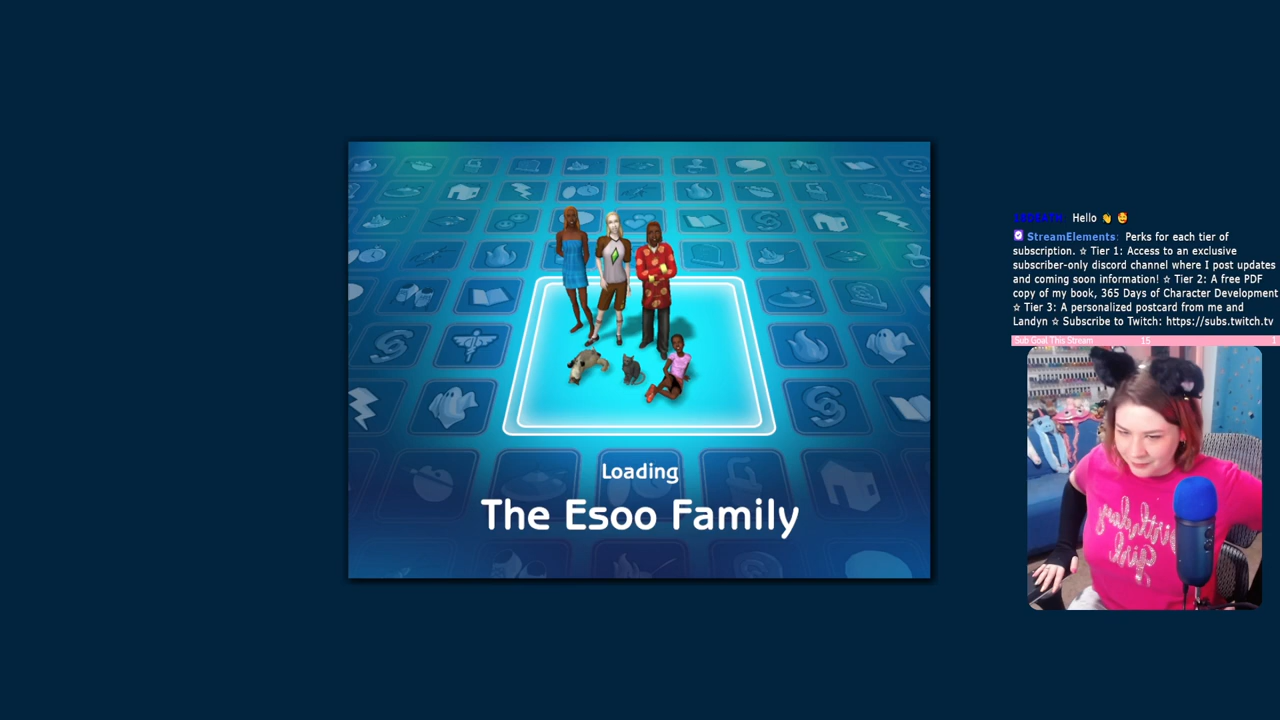 Hello 👋 🥰
StreamElements: Perks for each tier of
subscription. ☆ Tier 1: Access to an exclusive
subscriber-only discord channel where I post updates
and coming soon information! ☆ Tier 2: A free PDF
copy of my book, 365 Days of Character Development
☆ Tier 3: A personalized postcard from me and
Landyn ☆ Subscribe to Twitch: https://subs.twitch.tv
Sub Goal This Stream 15 1
Loading
The Esoo Family